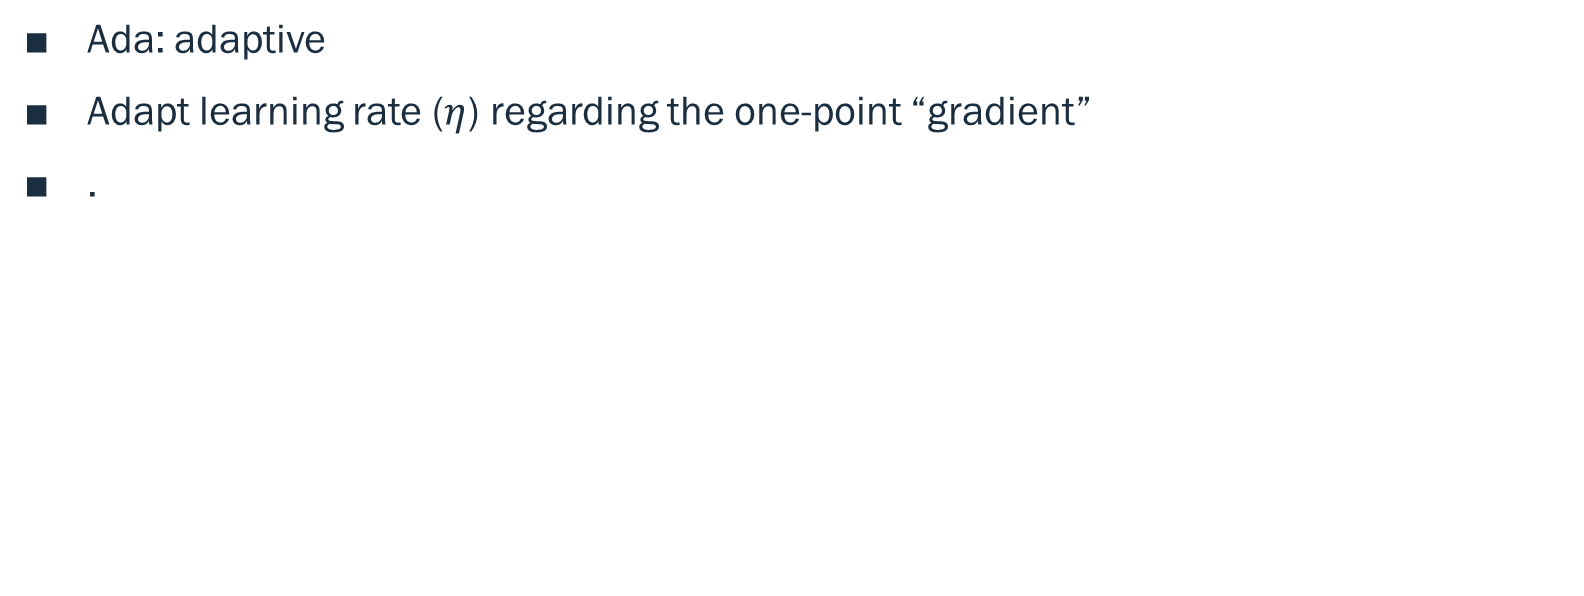 ■ Ada: adaptive
■ Adapt learning rate (η) regarding the one-point “gradient”
■ .